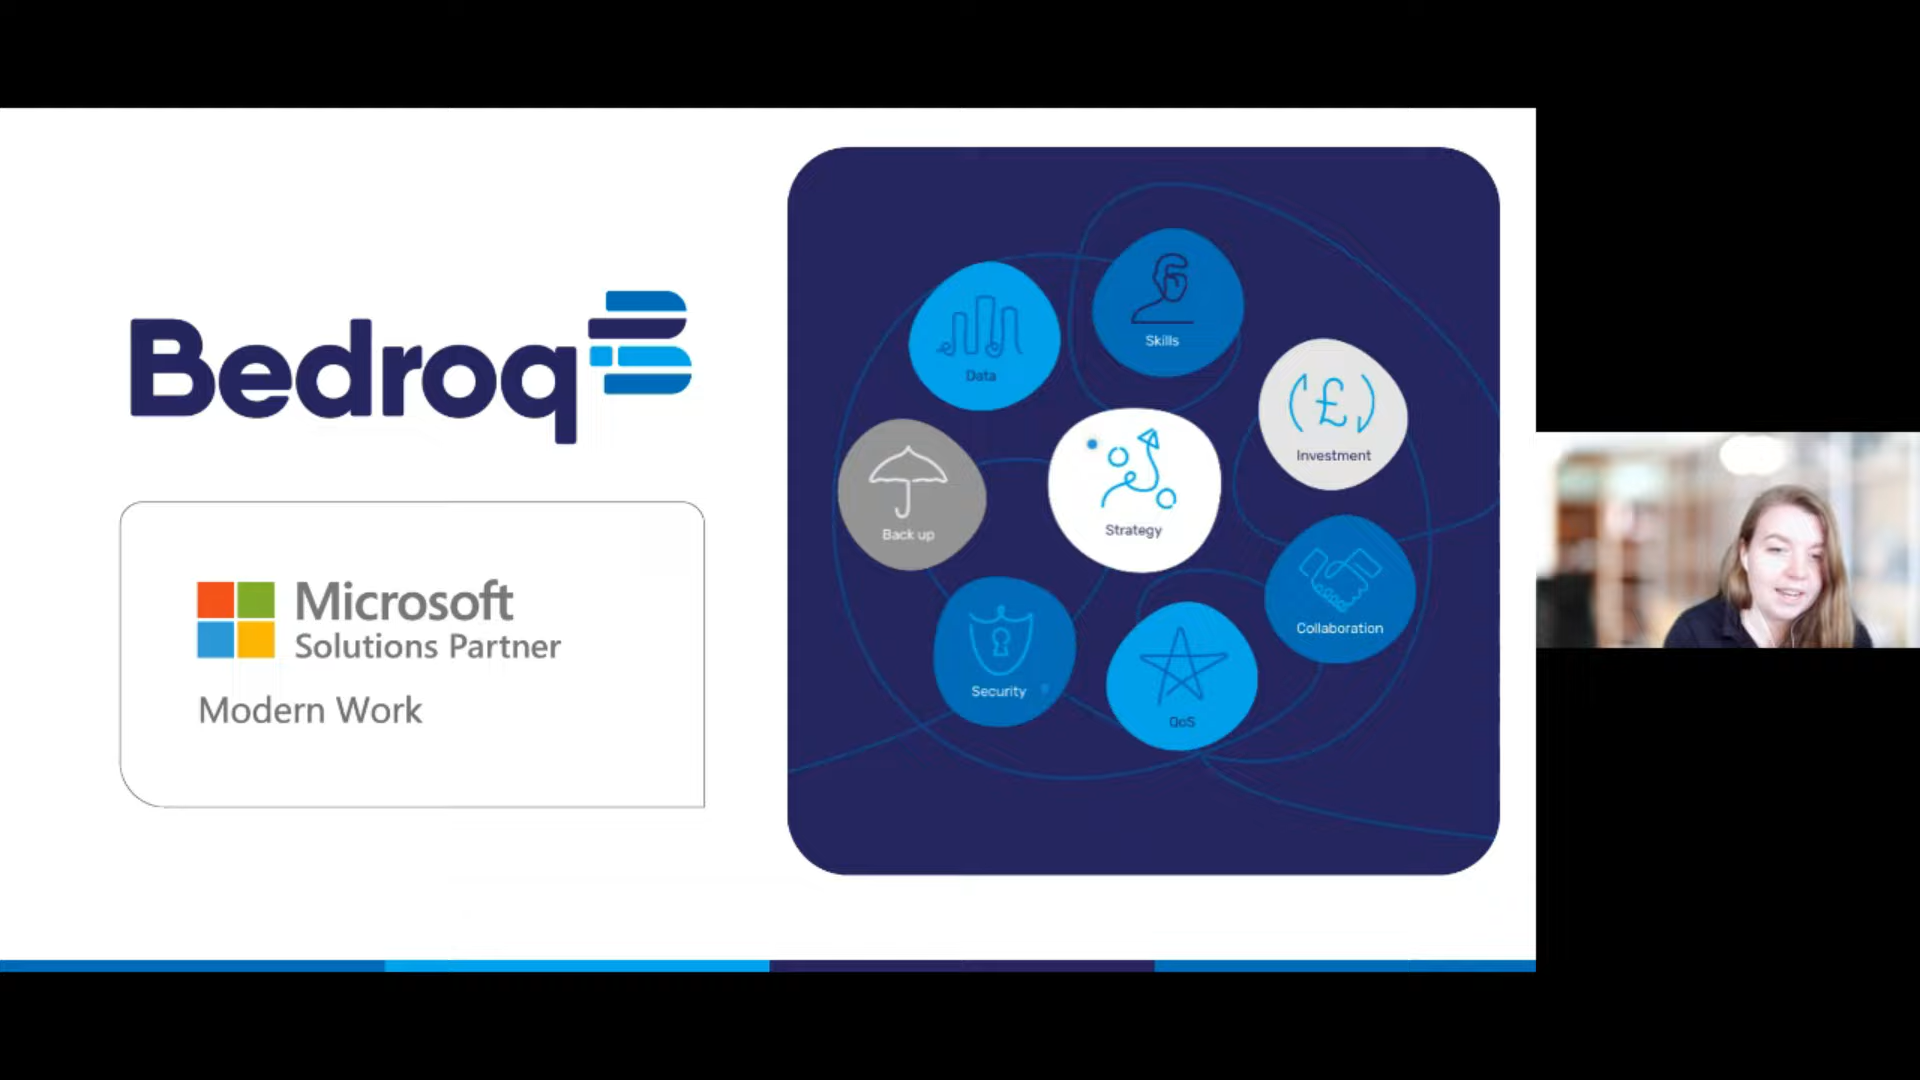 Bedroq
Microsoft
Solutions Partner
Modern Work
Skills
Data
(£)
Investment
Back up
Strategy
Collaboration
Security
QoS